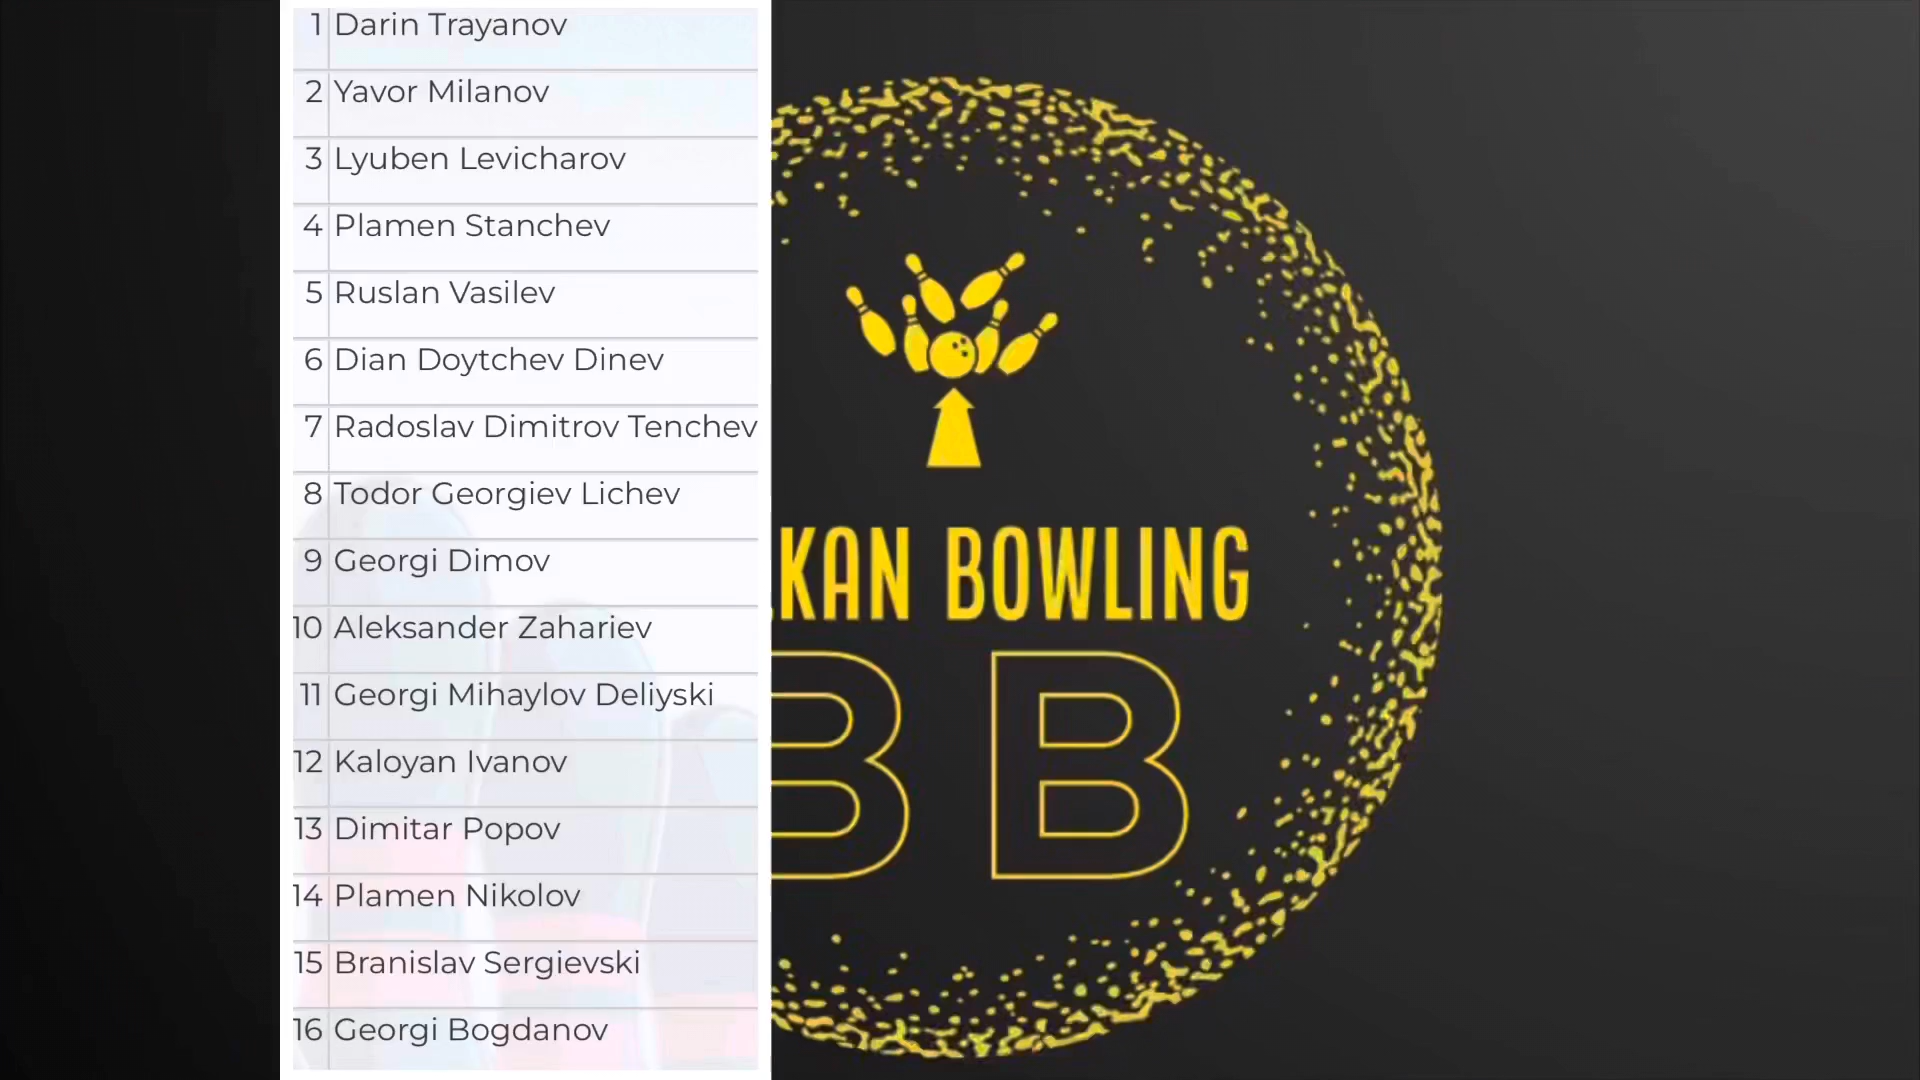 1 Darin Trayanov
2 Yavor Milanov
3 Lyuben Levicharov
4 Plamen Stanchev
5 Ruslan Vasilev
6 Dian Doytchev Dinev
7 Radoslav Dimitrov Tenchev
8 Todor Georgiev Lichev
9 Georgi Dimov
10 Aleksander Zahariev
11 Georgi Mihaylov Deliyski
12 Kaloyan Ivanov
13 Dimitar Popov
14 Plamen Nikolov
15 Branislav Sergievski
16 Georgi Bogdanov
KAN BOWLING
B B